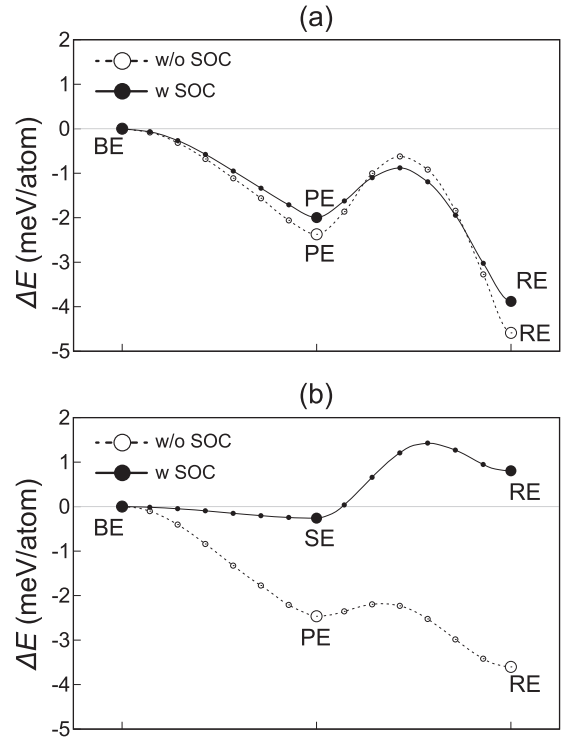 (a)
2
1
0
-1
-2
-3
-4
-5
ΔE (meV/atom)
w/o SOC
w SOC
BE
PE
PE
RE
RE
(b)
2
1
0
-1
-2
-3
-4
-5
ΔE (meV/atom)
w/o SOC
w SOC
BE
SE
RE
PE
RE